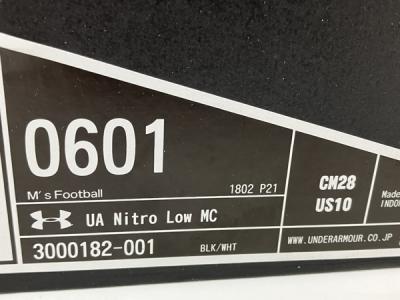 0601
M's Football 1802 P21
UA Nitro Low MC
3000182-001 BLK/WHT
CM28
US10
WWW.UNDERARMOUR.CO.JP
Made